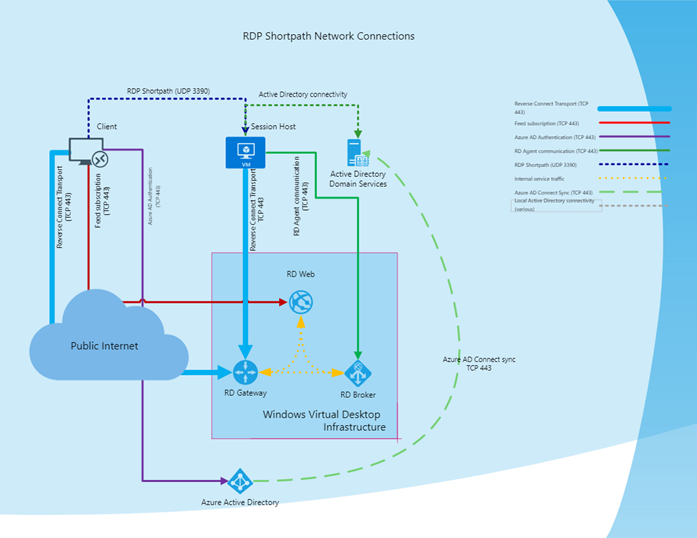 RDP Shortpath Network Connections
RDP Shortpath (UDP 3390)
Active Directory connectivity
Client
Session Host
VM
Active Directory
Domain Services
Reverse Connect Transport
(TCP 443)
Feed subscription
(TCP 443)
Azure AD Authentication
(TCP 443)
Reverse Connect Transport
TCP 443
RD Agent communication
(TCP 443)
Reverse Connect Transport (TCP
443)
Feed subscription (TCP 443)
Azure AD Authentication (TCP 443)
RD Agent communication (TCP 443)
RDP Shortpath (UDP 3390)
Internal service traffic
Azure AD Connect Sync (TCP 443)
Local Active Directory connectivity
(various)
RD Web
Public Internet
RD Gateway
RD Broker
Windows Virtual Desktop
Infrastructure
Azure AD Connect sync
TCP 443
Azure Active Directory